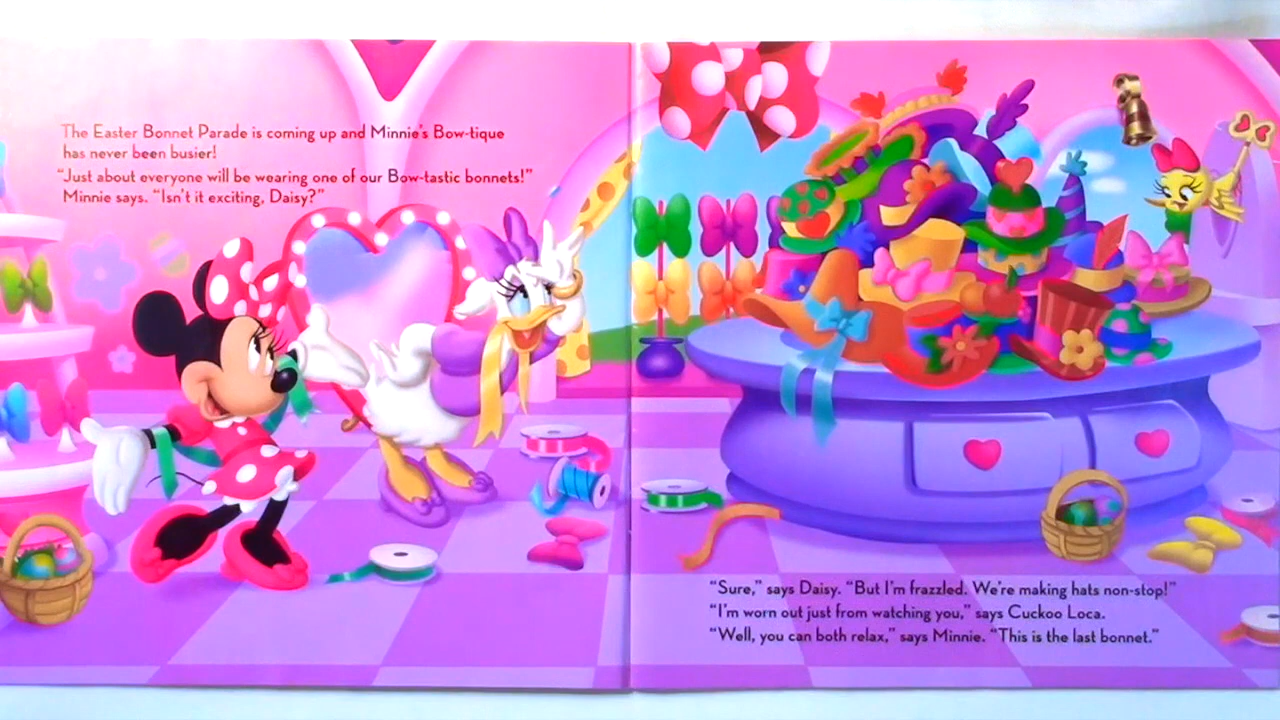 The Easter Bonnet Parade is coming up and Minnie's Bow-tique
has never been busier!
“Just about everyone will be wearing one of our Bow-tastic bonnets!”
Minnie says. “Isn't it exciting, Daisy?”
“Sure,” says Daisy. “But I'm frazzled. We're making hats non-stop!”
“I'm worn out just from watching you,” says Cuckoo Loca.
“Well, you can both relax,” says Minnie. “This is the last bonnet.”